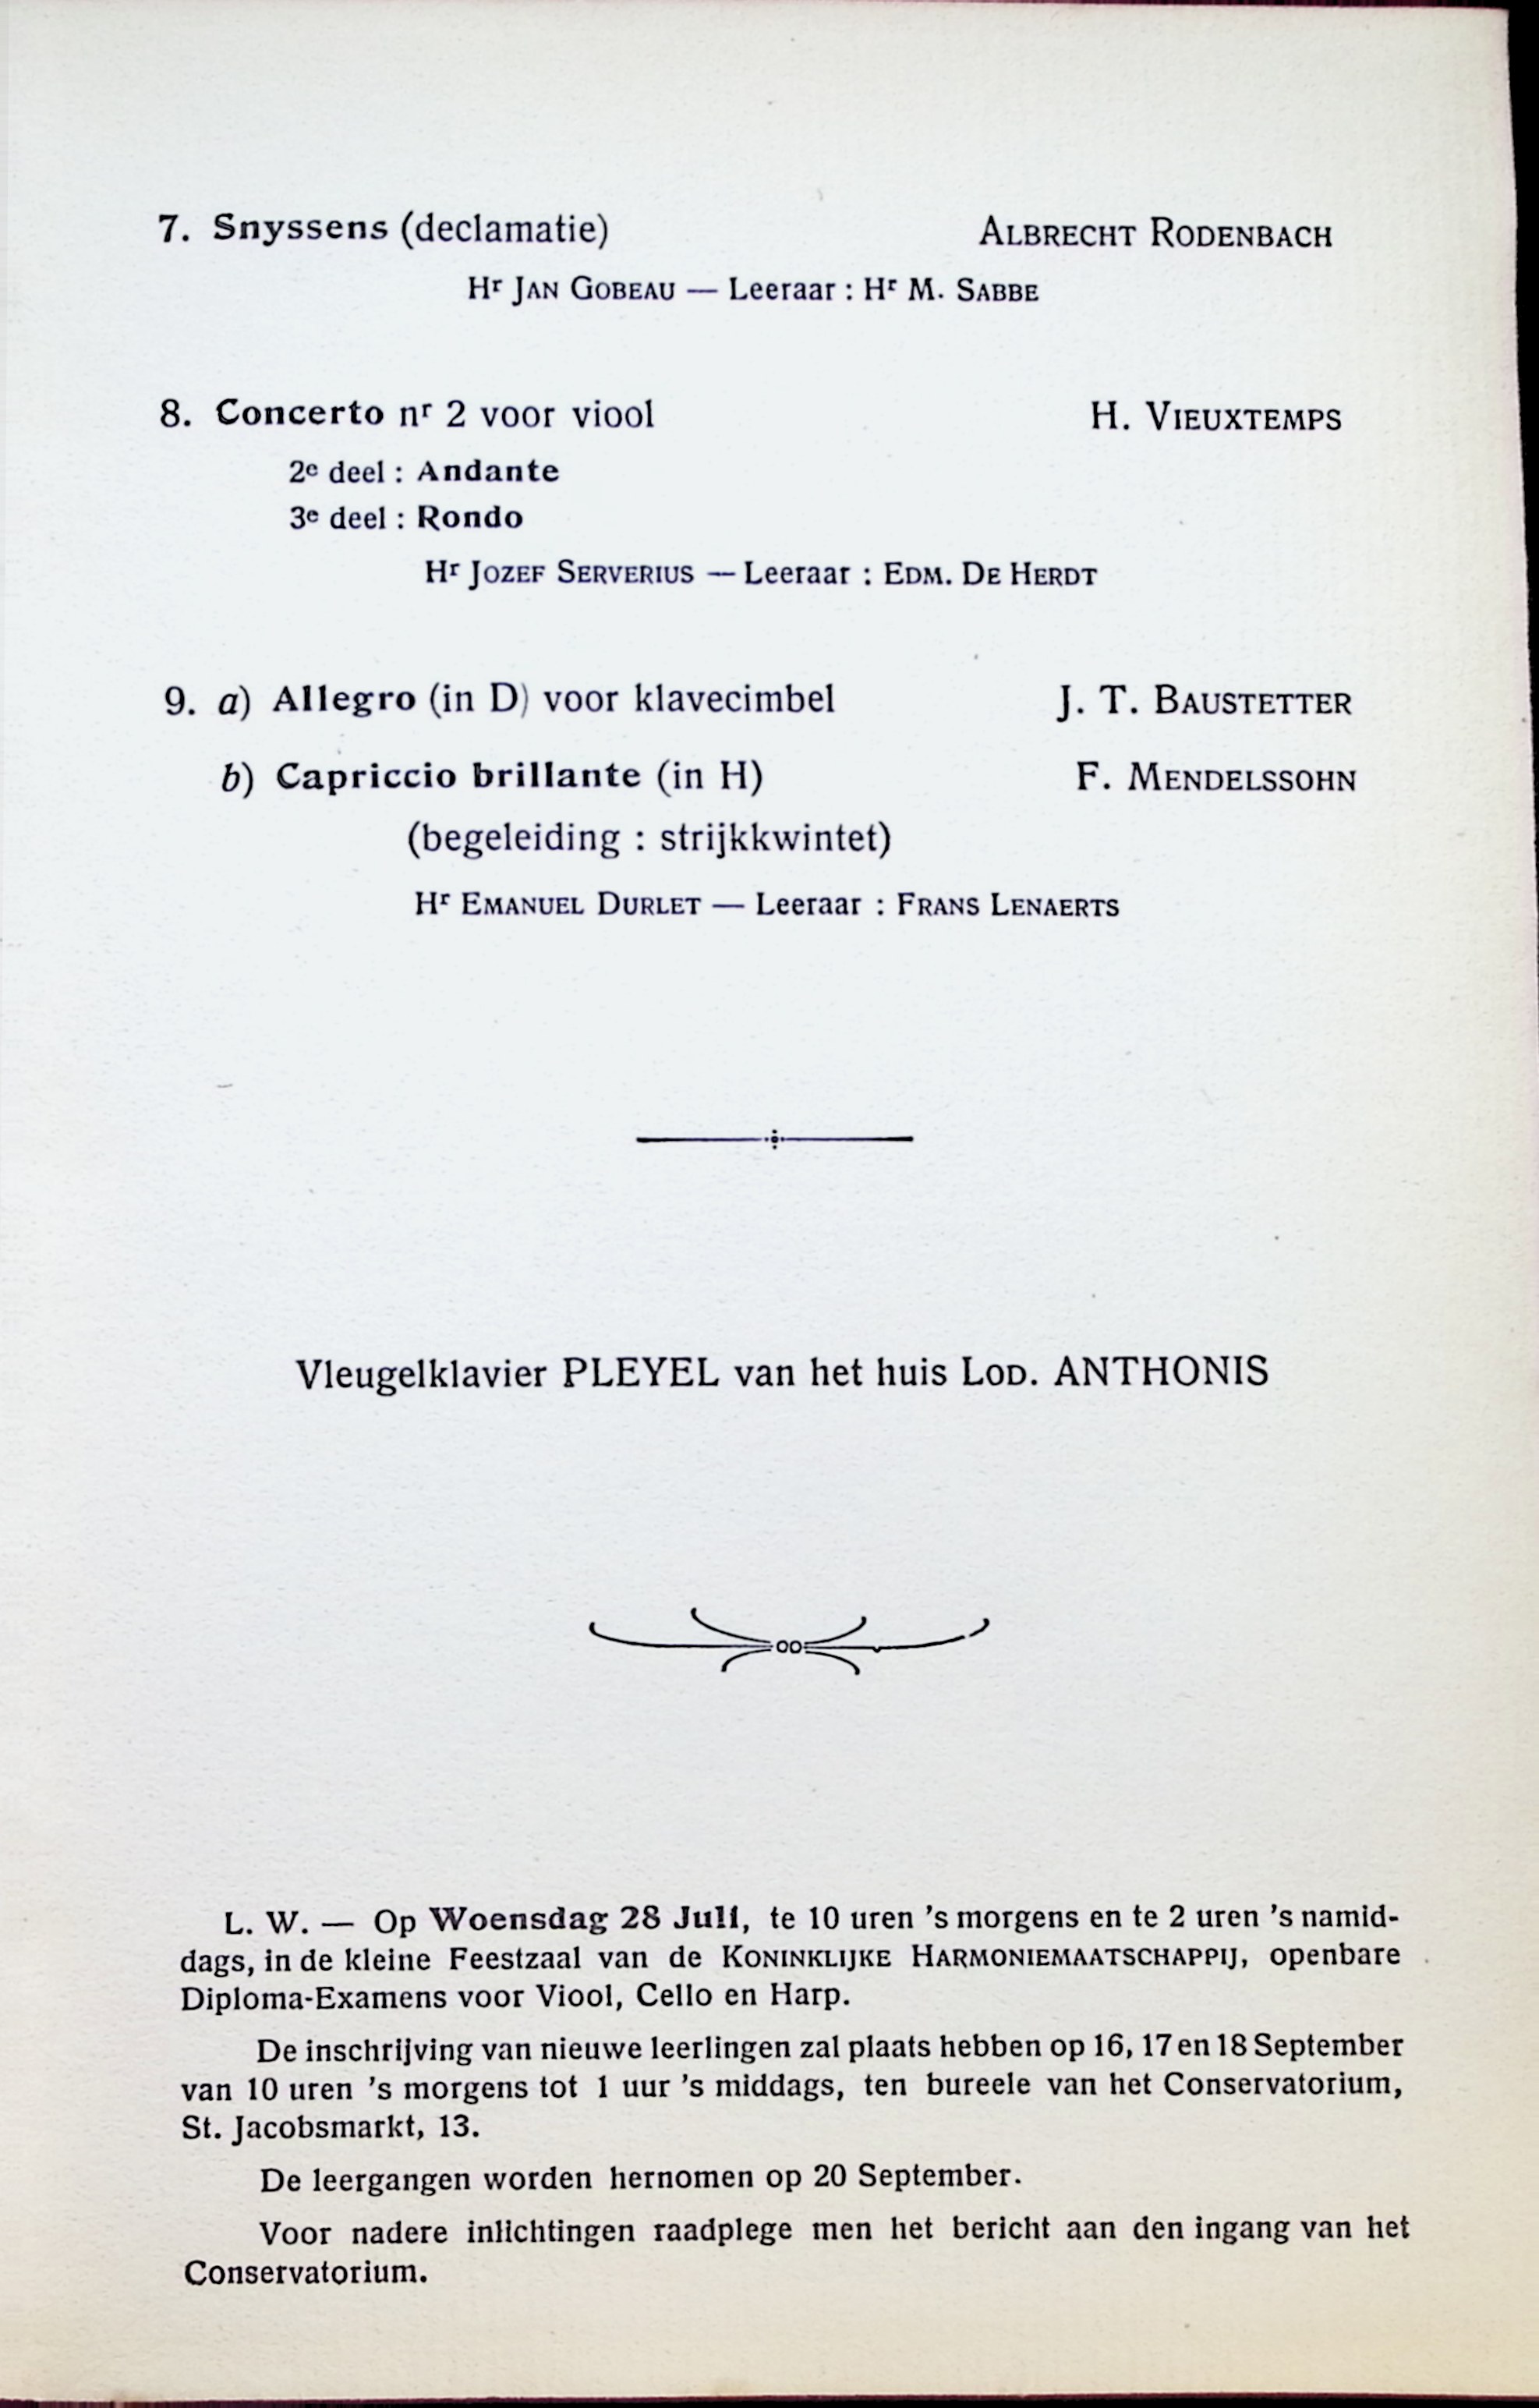 7. Snyssens (declamatie) ALBRECHT RODENBACH
Hr JAN GOBEAU — Leeraar : Hr M. SABBE
8. Concerto nr 2 voor viool H. VIEUXTEMPS
2e deel : Andante
3e deel : Rondo
Hr JOZEF SERVERIUS — Leeraar : EDM. DE HERDT
9. a) Allegro (in D) voor klavecimbel J. T. BAUSTETTER
b) Capriccio brillante (in H) F. MENDELSSOHN
(begeleiding : strijkkwintet)
Hr EMANUEL DURLET — Leeraar : FRANS LENAERTS
Vleugelklavier PLEYEL van het huis LOD. ANTHONIS
L. W. — Op Woensdag 28 Juli, te 10 uren 's morgens en te 2 uren 's namid-
dags, in de kleine Feestzaal van de KONINKLIJKE HARMONIEMAATSCHAPPIJ, openbare
Diploma-Examens voor Viool, Cello en Harp.
De inschrijving van nieuwe leerlingen zal plaats hebben op 16, 17 en 18 September
van 10 uren 's morgens tot 1 uur 's middags, ten bureele van het Conservatorium,
St. Jacobsmarkt, 13.
De leergangen worden hernomen op 20 September.
Voor nadere inlichtingen raadplege men het bericht aan den ingang van het
Conservatorium.